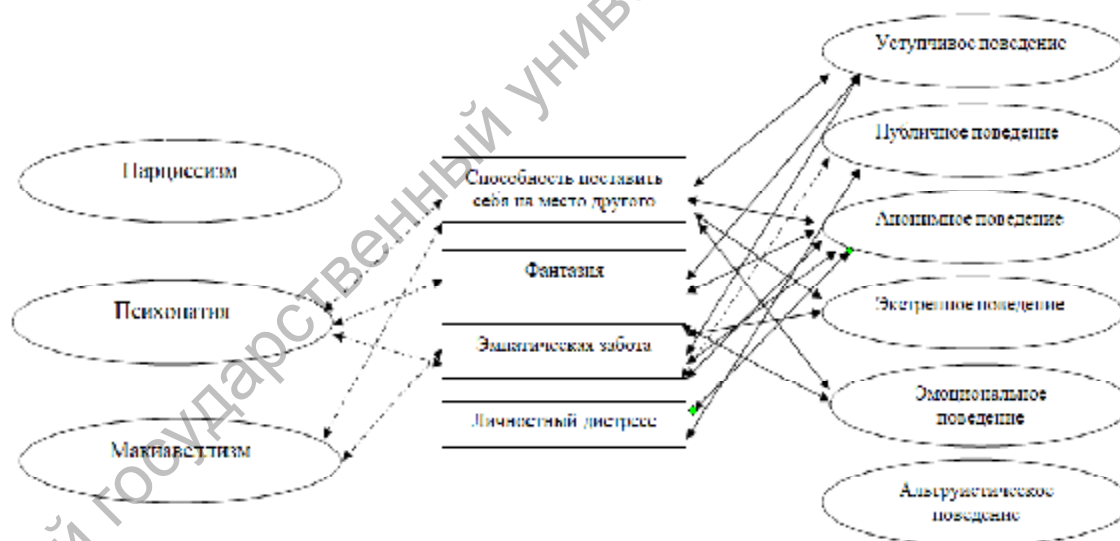 Нарциссизм
Психопатия
Макиавеллизм
Способность поставить
себя на место другого
Фантазия
Эмпатическая забота
Личностный дистресс
Уступчивое поведение
Публичное поведение
Анонимное поведение
Экстренное поведение
Эмоциональное
поведение
Альтруистическое
поведение
государственный